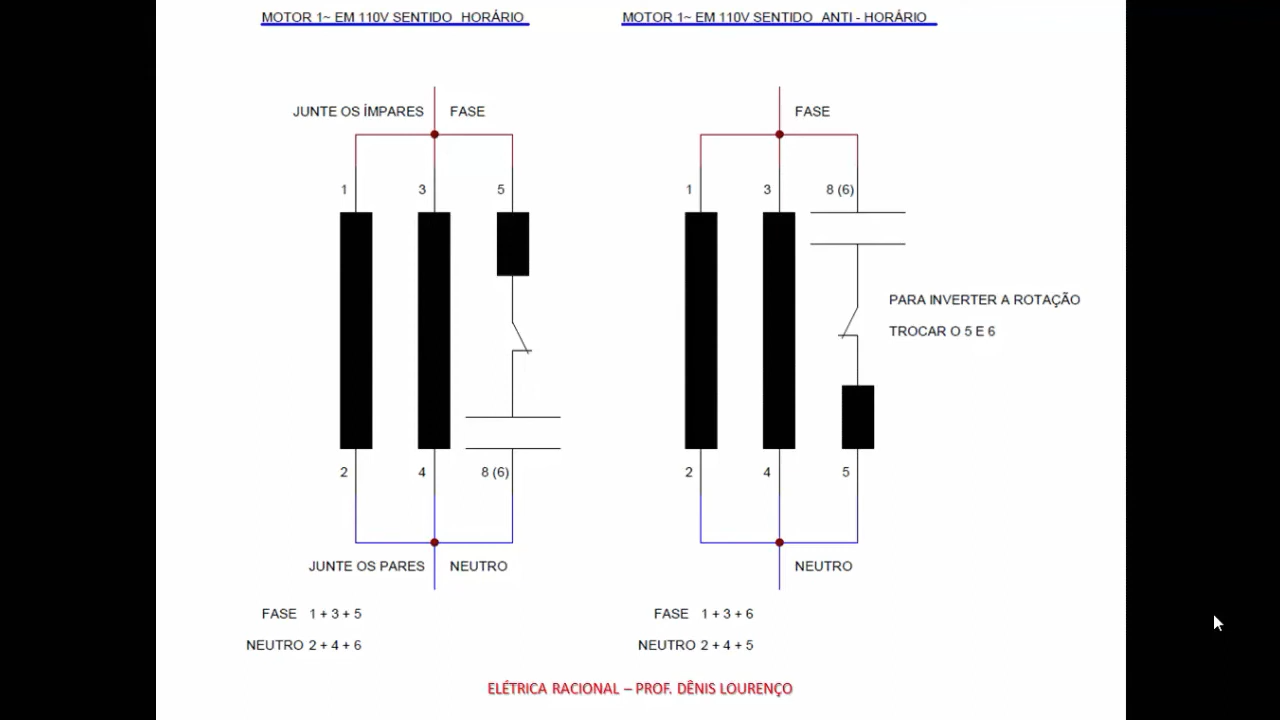 MOTOR 1~ EM 110V SENTIDO HORÁRIO
MOTOR 1~ EM 110V SENTIDO ANTI - HORÁRIO
JUNTE OS ÍMPARES FASE
FASE
1 3 5
1 3 8 (6)
PARA INVERTER A ROTAÇÃO
TROCAR O 5 E 6
2 4 8 (6)
2 4 5
JUNTE OS PARES NEUTRO
NEUTRO
FASE 1 + 3 + 5
NEUTRO 2 + 4 + 6
FASE 1 + 3 + 6
NEUTRO 2 + 4 + 5
ELÉTRICA RACIONAL – PROF. DÊNIS LOURENÇO